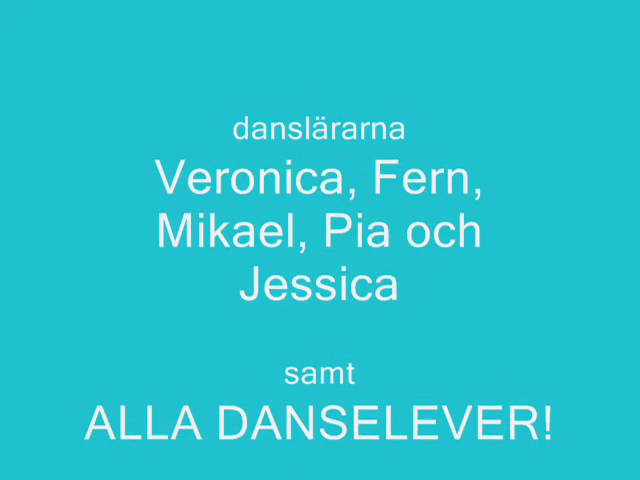 danslärarna
Veronica, Fern,
Mikael, Pia och
Jessica
samt
ALLA DANSELEVER!